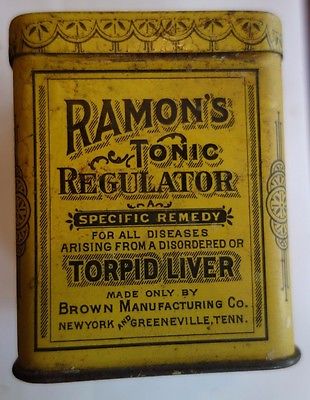 RAMON'S
TONIC
REGULATOR
A
SPECIFIC REMEDY
FOR ALL DISEASES
ARISING FROM A DISORDERED OR
TORPID LIVER
MADE ONLY BY
BROWN MANUFACTURING CO.
NEW YORK AND GREENEVILLE, TENN.